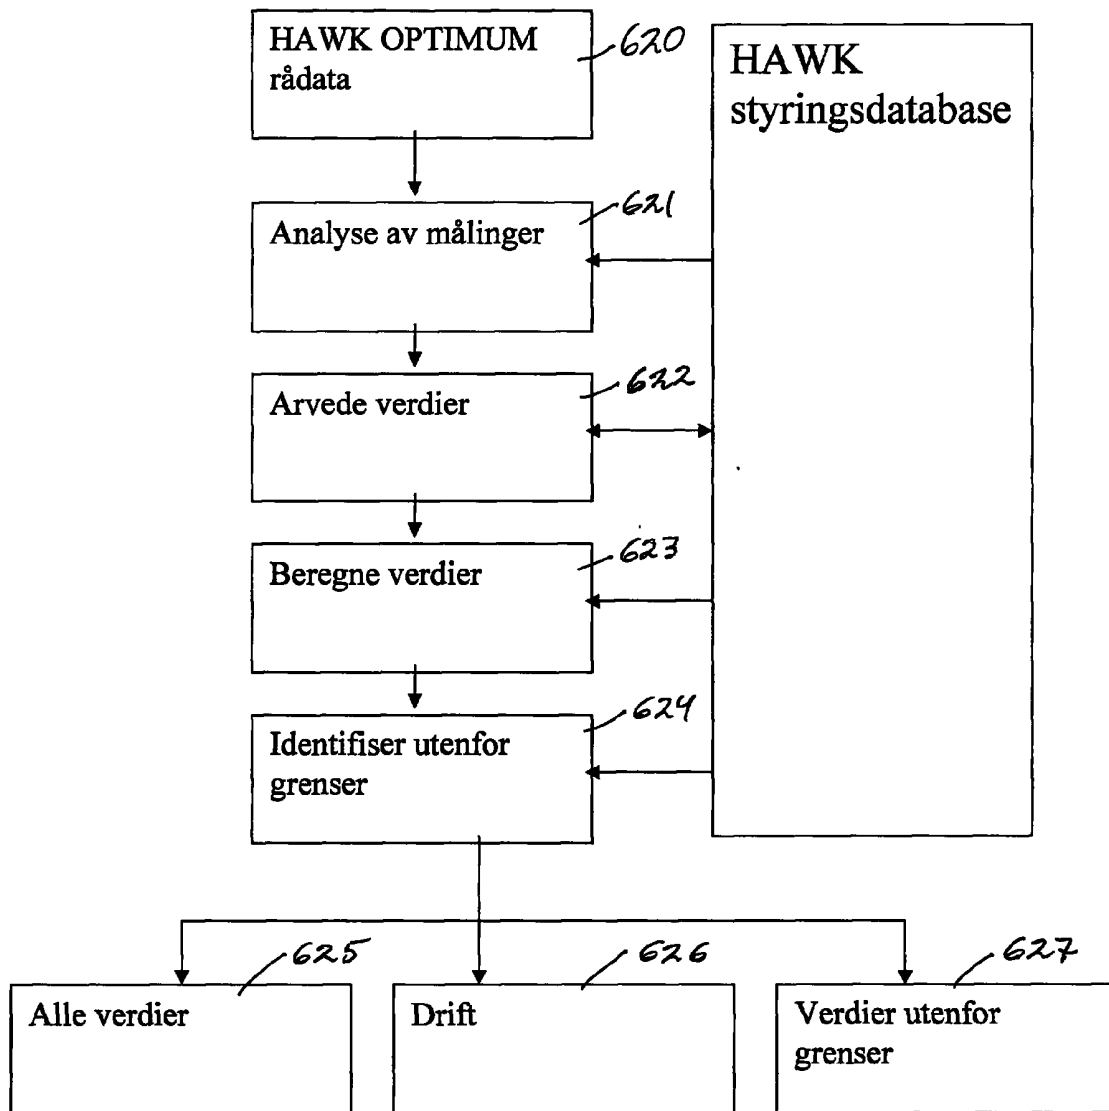 HAWK OPTIMUM
rådata
620
HAWK
styringsdatabase
Analyse av målinger
621
Arvede verdier
622
Beregne verdier
623
Identifiser utenfor
grenser
624
Alle verdier
625
Drift
626
Verdier utenfor
grenser
627